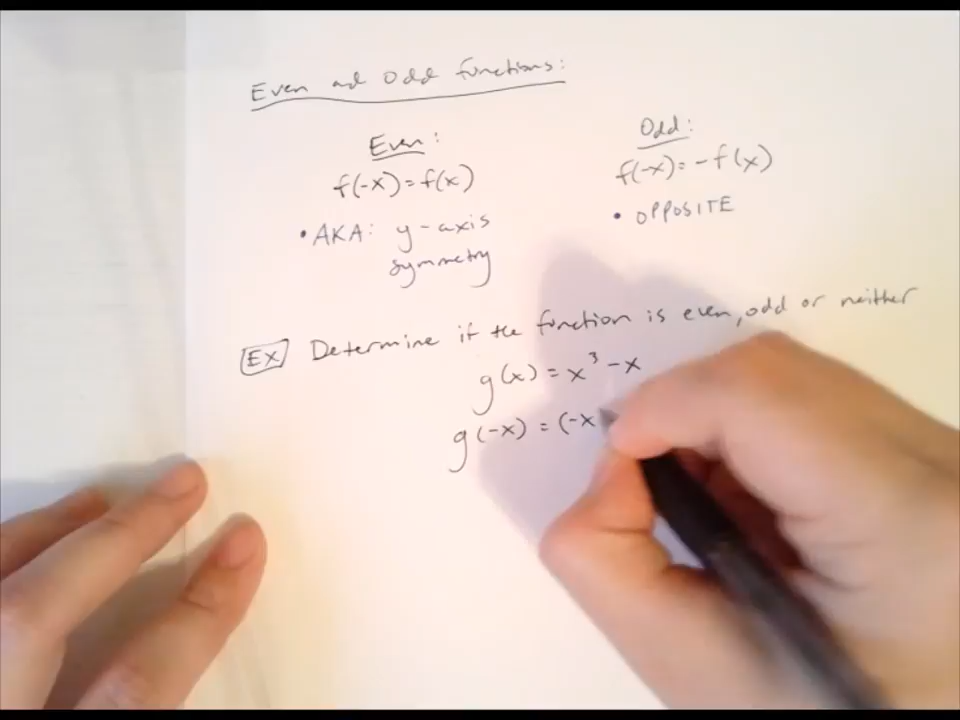 Even and Odd functions:
Even:
f(-x)=f(x)
• AKA: y-axis
symmetry
Odd:
f(-x)=-f(x)
• OPPOSITE
EX Determine if the function is even, odd or neither
g(x) = x³ - x
g(-x) = (-x